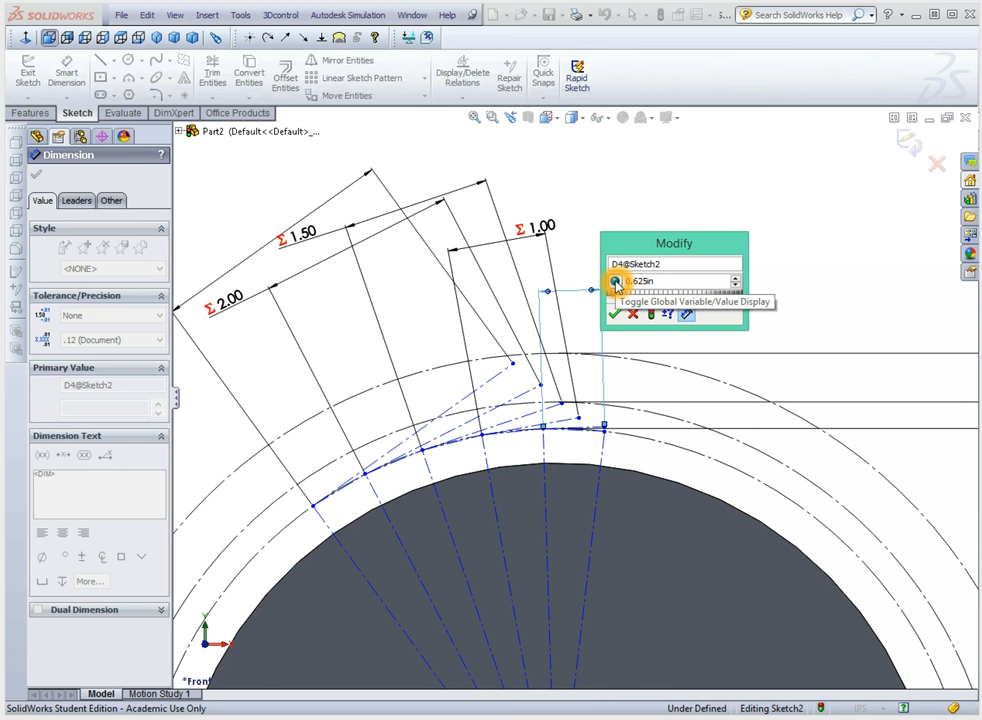 SOLIDWORKS File Edit View Insert Tools 3Dcontrol Autodesk Simulation Window Help S... Search SolidWorks Help ?
Exit Sketch
Smart Dimension
Trim Entities
Convert Entities
Offset Entities
Mirror Entities
Linear Sketch Pattern
Move Entities
Display/Delete Relations
Repair Sketch
Quick Snaps
Rapid Sketch
Features Sketch Evaluate DimXpert Office Products
Part2 (Default<<Default>_...
Dimension ?
Value Leaders Other
Style
<NONE>
Tolerance/Precision
None
.12 (Document)
Primary Value
D4@Sketch2
Dimension Text
(xx) (xx)
<DIM>
More...
Dual Dimension
Σ 1.50
Σ 2.00
Σ 1.00
Modify
D4@Sketch2
0.625in
Toggle Global Variable/Value Display
±?
Y
X
*Front
Model Motion Study 1
SolidWorks Student Edition - Academic Use Only Under Defined Editing Sketch2 IPS ?